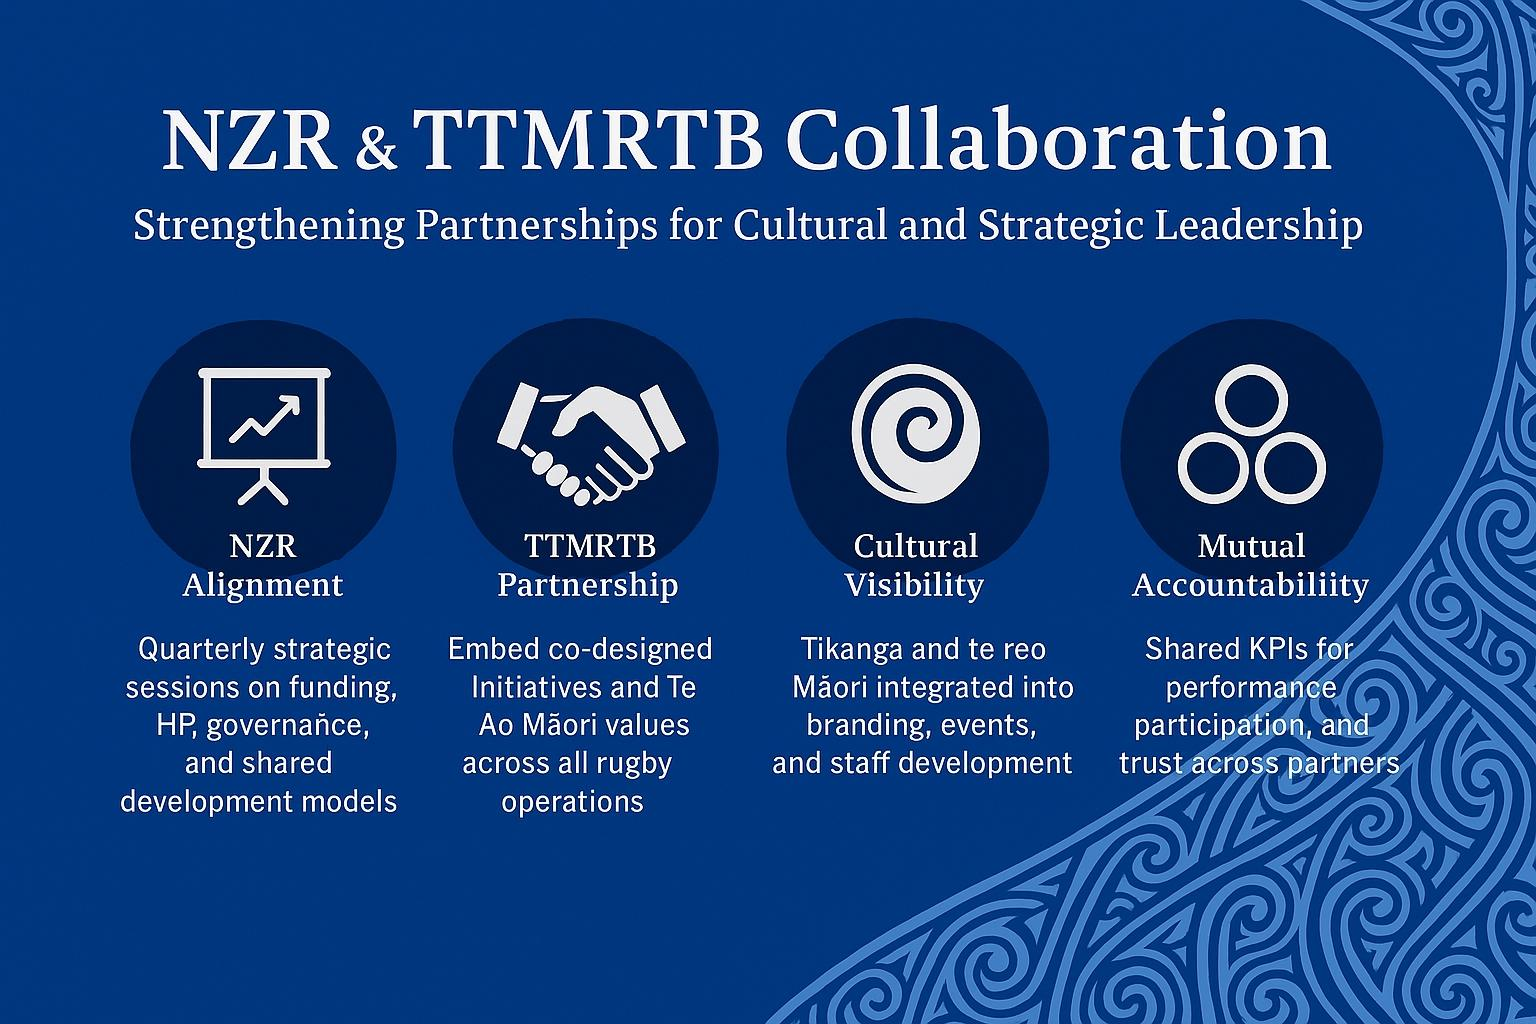 NZR & TTMRTB Collaboration
Strengthening Partnerships for Cultural and Strategic Leadership
NZR
Alignment
Quarterly strategic
sessions on funding,
HP, governañce,
and shared
development models
TTMRTB
Partnership
Embed co-designed
Initiatives and Te
Ao Māori values
across all rugby
operations
Cultural
Visibility
Tikanga and te reo
Māori integrated into
branding, events,
and staff development
Mutual
Accountabiliity
Shared KPIs for
performance
participation, and
trust across partners